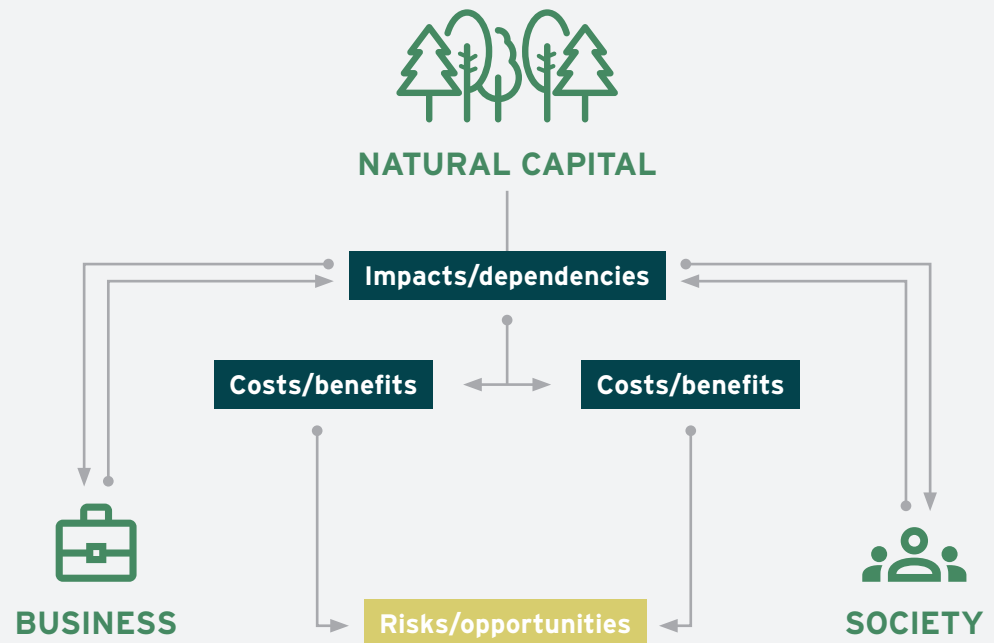 NATURAL CAPITAL
Impacts/dependencies
Costs/benefits
Costs/benefits
BUSINESS
Risks/opportunities
SOCIETY